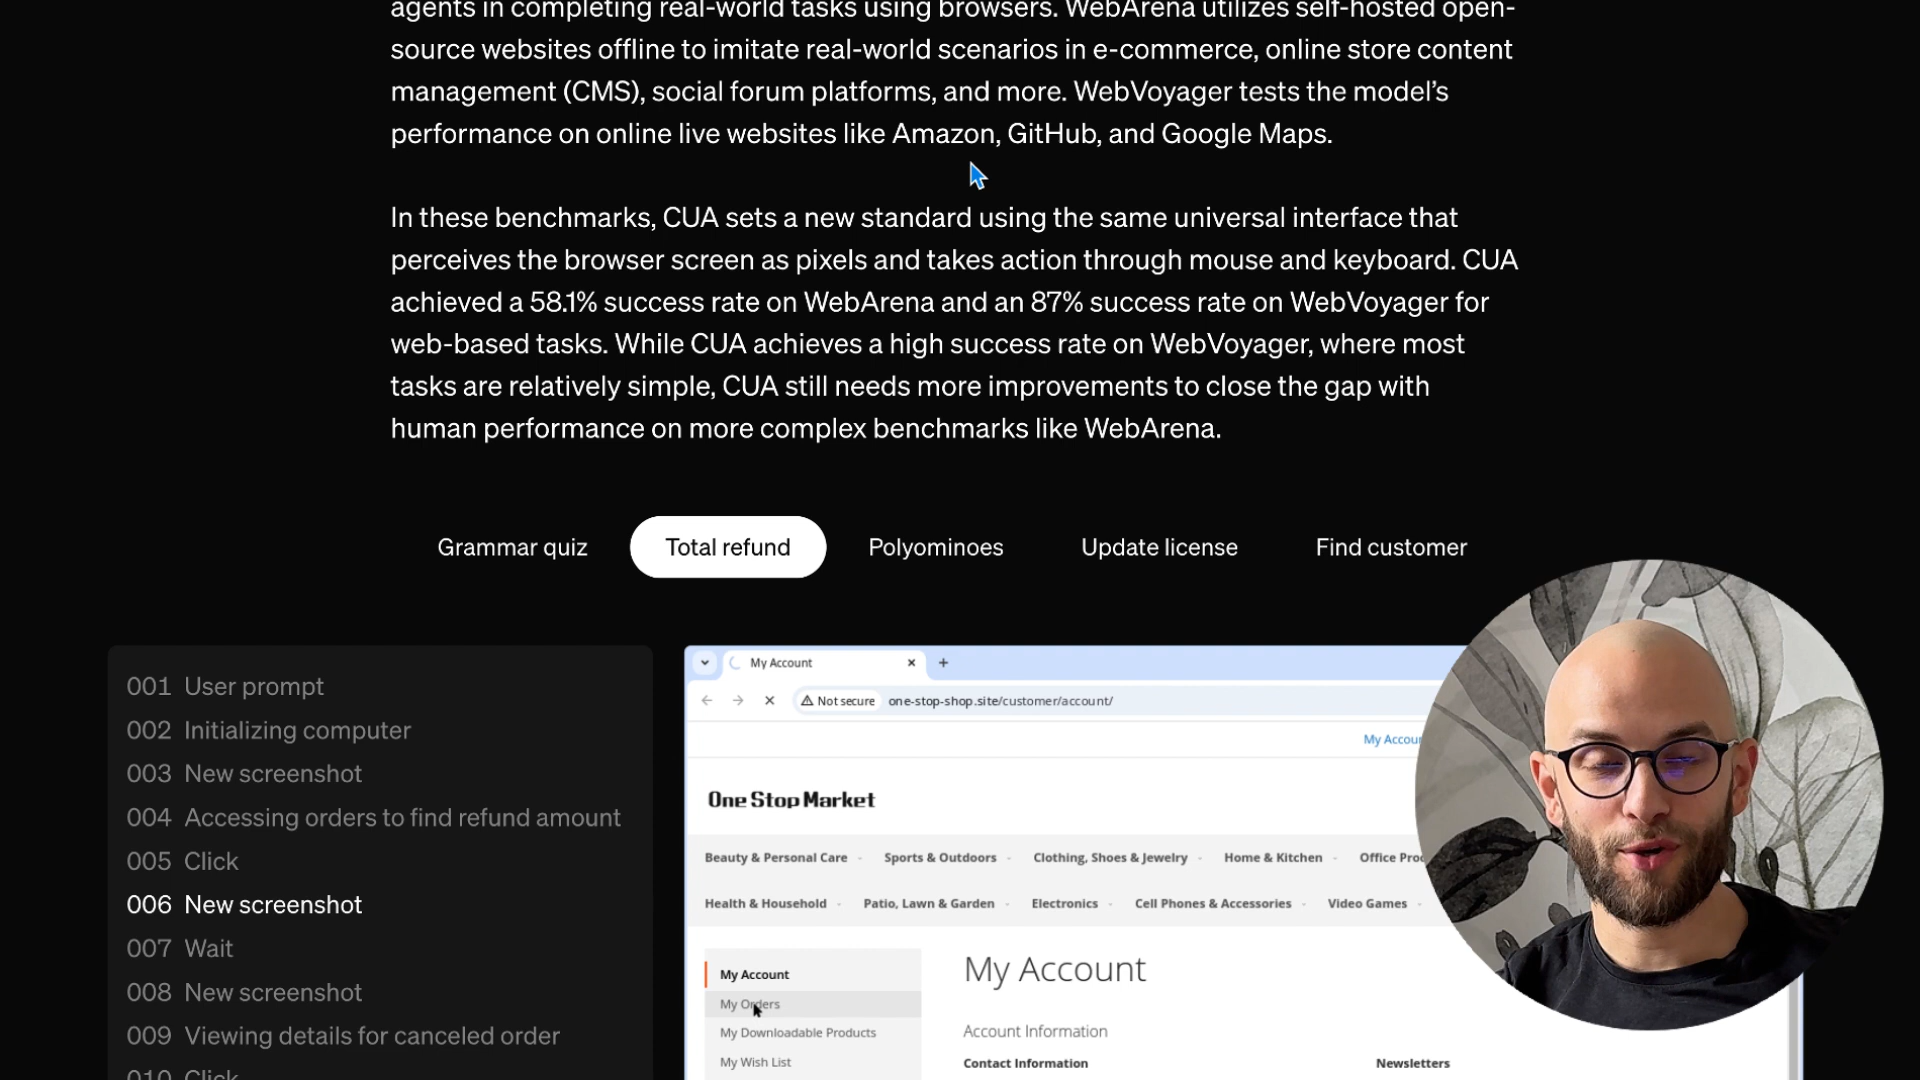 agents in completing real-world tasks using browsers. WebArena utilizes self-hosted open-
source websites offline to imitate real-world scenarios in e-commerce, online store content
management (CMS), social forum platforms, and more. WebVoyager tests the model’s
performance on online live websites like Amazon, GitHub, and Google Maps.
In these benchmarks, CUA sets a new standard using the same universal interface that
perceives the browser screen as pixels and takes action through mouse and keyboard. CUA
achieved a 58.1% success rate on WebArena and an 87% success rate on WebVoyager for
web-based tasks. While CUA achieves a high success rate on WebVoyager, where most
tasks are relatively simple, CUA still needs more improvements to close the gap with
human performance on more complex benchmarks like WebArena.
Grammar quiz Total refund Polyominoes Update license Find customer
001 User prompt
002 Initializing computer
003 New screenshot
004 Accessing orders to find refund amount
005 Click
006 New screenshot
007 Wait
008 New screenshot
009 Viewing details for canceled order
010 Click
My Account
Not secure one-stop-shop.site/customer/account/
My Accou
One Stop Market
Beauty & Personal Care Sports & Outdoors Clothing, Shoes & Jewelry Home & Kitchen Office Pro
Health & Household Patio, Lawn & Garden Electronics Cell Phones & Accessories Video Games
My Account
My Orders
My Downloadable Products
My Wish List
My Account
Account Information
Contact Information Newsletters